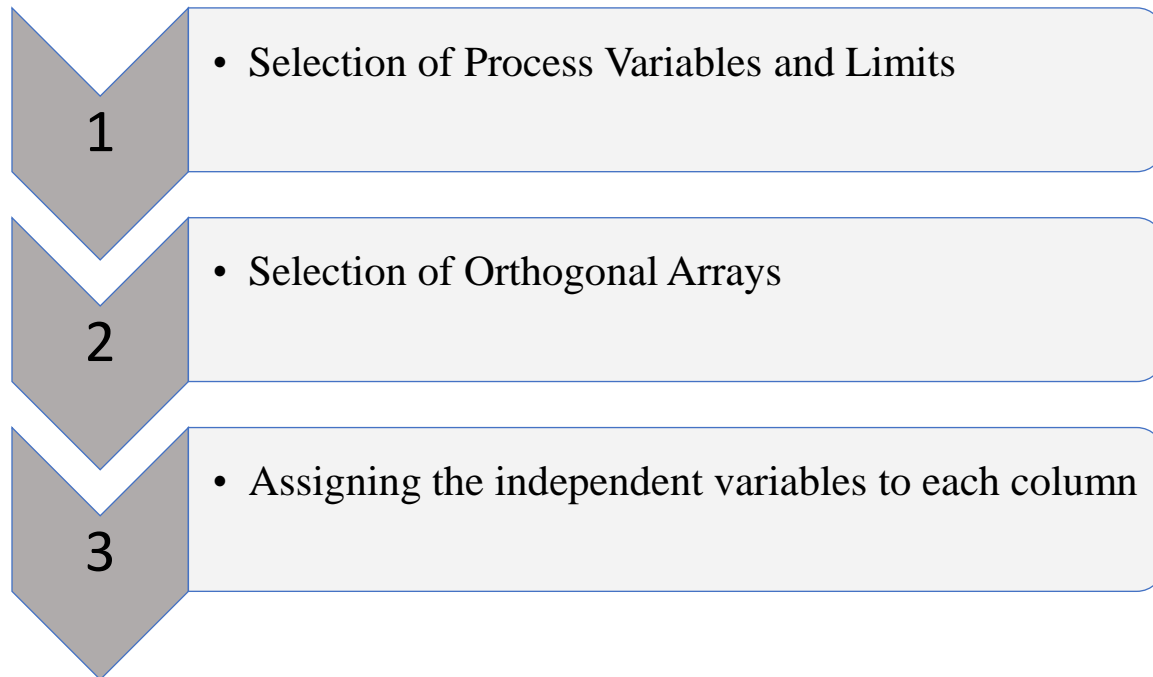 1
• Selection of Process Variables and Limits
2
• Selection of Orthogonal Arrays
3
• Assigning the independent variables to each column